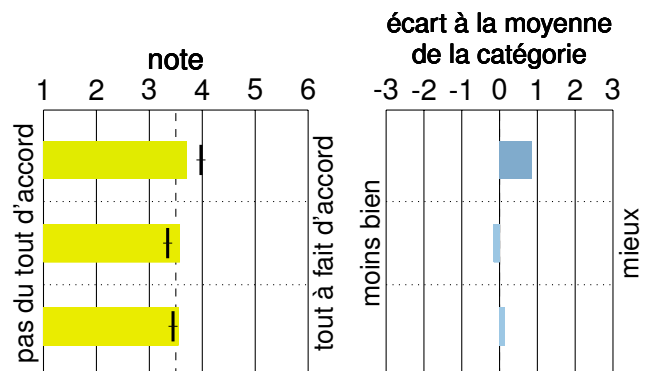 note
1 2 3 4 5 6
pas du tout d'accord
tout à fait d'accord
écart à la moyenne
de la catégorie
-3 -2 -1 0 1 2 3
moins bien
mieux